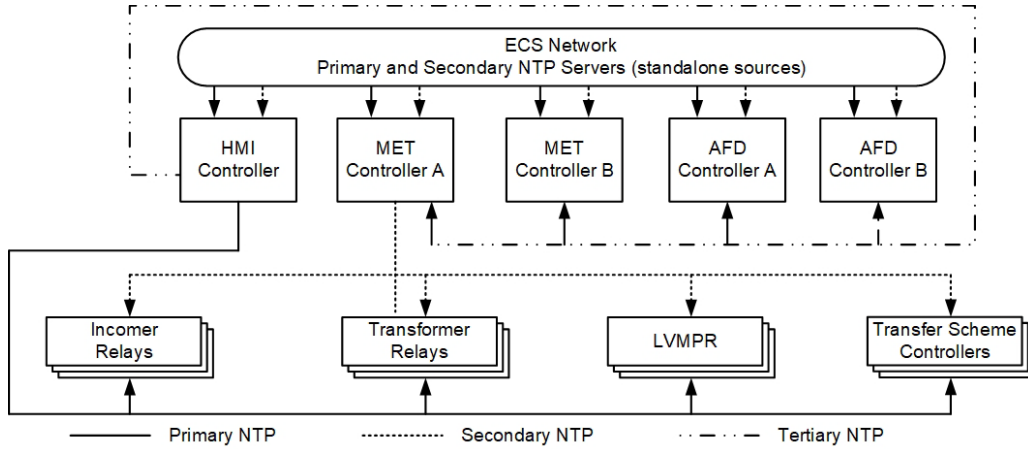 ECS Network
Primary and Secondary NTP Servers (standalone sources)
HMI
Controller
MET
Controller A
MET
Controller B
AFD
Controller A
AFD
Controller B
Incomer
Relays
Transformer
Relays
LVMPR
Transfer Scheme
Controllers
Primary NTP
Secondary NTP
Tertiary NTP